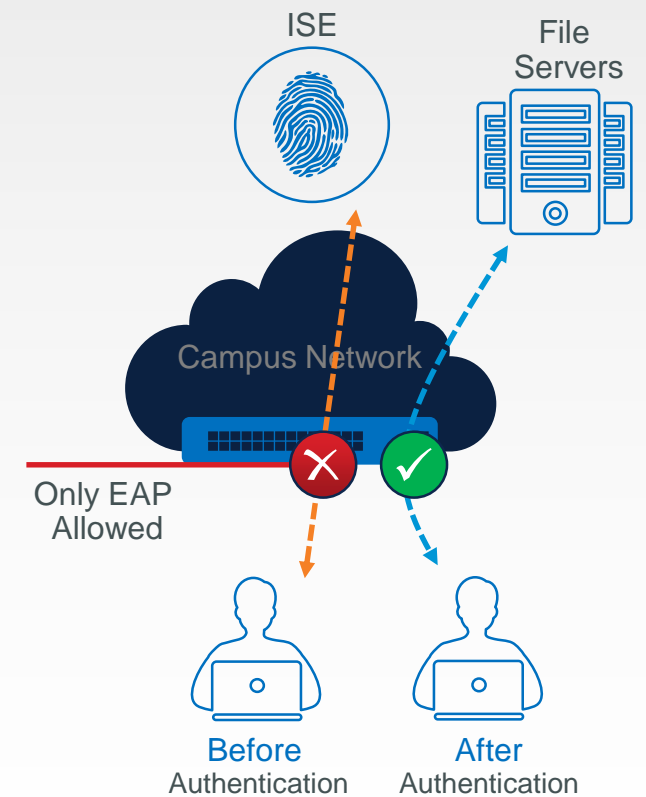 ISE
File
Servers
Campus Network
Only EAP
Allowed
Before
Authentication
After
Authentication